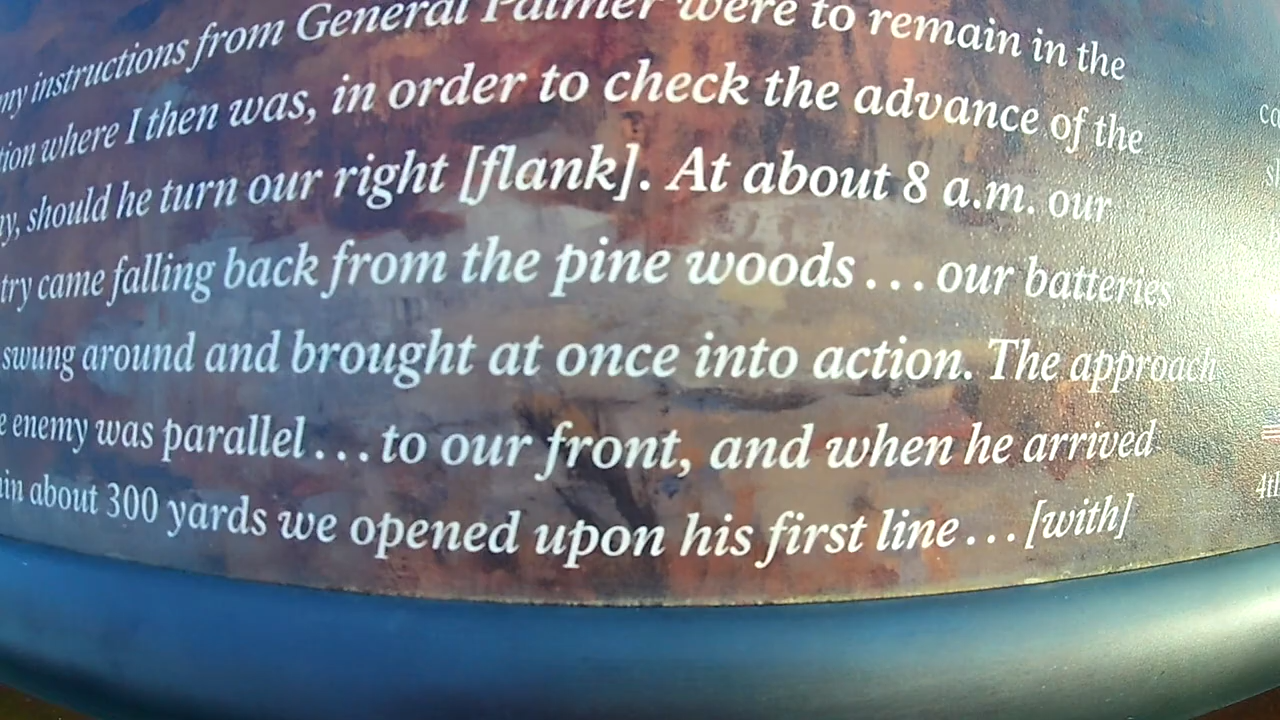 my instructions from General Palmer were to remain in the
where I then was, in order to check the advance of the
should he turn our right [flank]. At about 8 a.m. our
came falling back from the pine woods . . . our batteries
swung around and brought at once into action. The approach
enemy was parallel . . . to our front, and when he arrived
about 300 yards we opened upon his first line . . . [with]